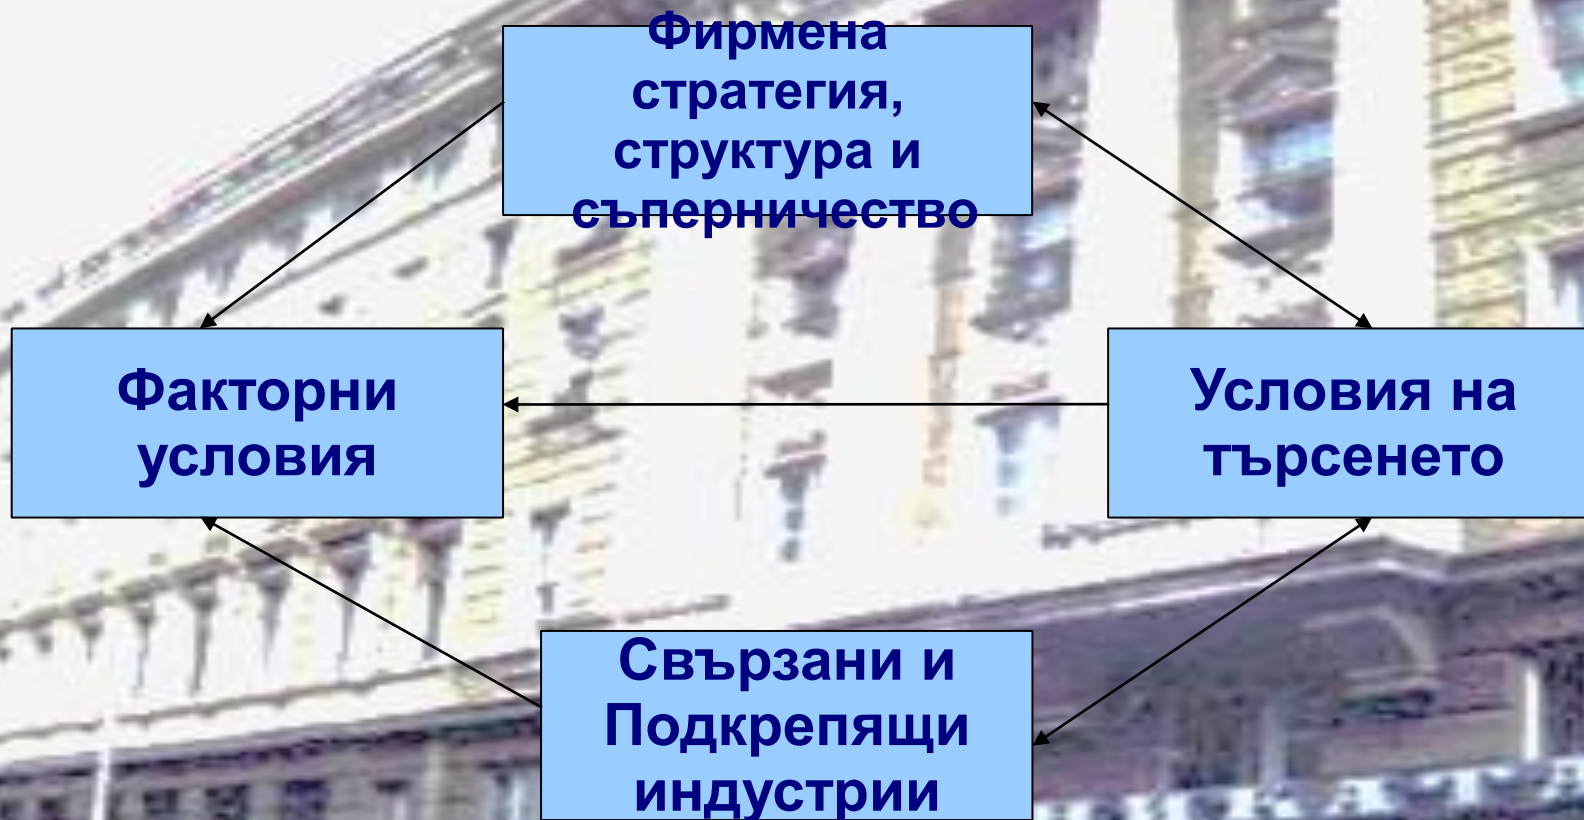 Фирмена
стратегия,
структура и
съперничество
Факторни
условия
Условия на
търсенето
Свързани и
Подкрепящи
индустрии